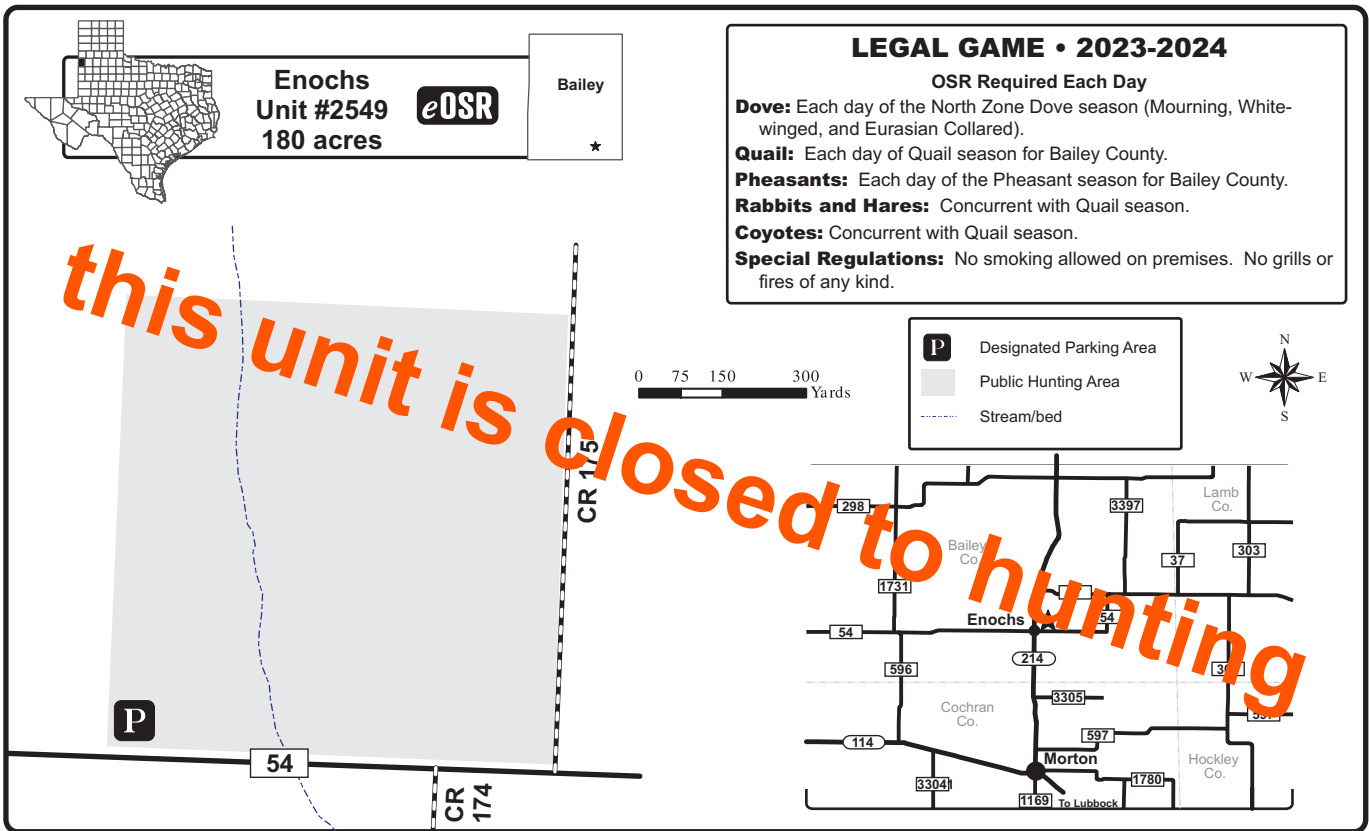 Enochs
Unit #2549
180 acres
eOSR
Bailey
LEGAL GAME • 2023-2024
OSR Required Each Day
Dove: Each day of the North Zone Dove season (Mourning, White-
winged, and Eurasian Collared).
Quail: Each day of Quail season for Bailey County.
Pheasants: Each day of the Pheasant season for Bailey County.
Rabbits and Hares: Concurrent with Quail season.
Coyotes: Concurrent with Quail season.
Special Regulations: No smoking allowed on premises. No grills or
fires of any kind.
this unit is closed to hunting
0 75 150 300
Yards
P Designated Parking Area
Public Hunting Area
Stream/bed
N
W E
S
CR 175
P
54
CR
174
Lamb
Co.
298
3397
Bailey
Co.
37
303
1731
Enochs
54
54
214
596
3305
Cochran
Co.
114
597
Morton
Hockley
Co.
33041
1780
1169
To Lubbock